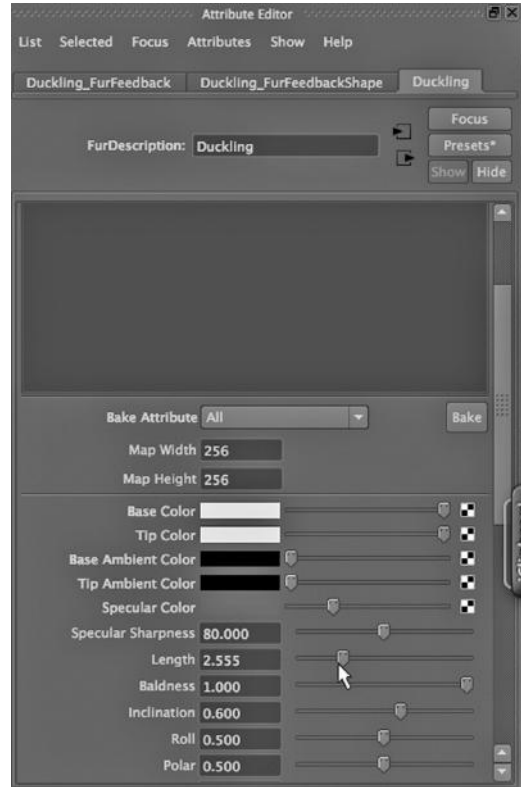 Attribute Editor
List Selected Focus Attributes Show Help
Duckling_FurFeedback Duckling_FurFeedbackShape Duckling
Focus
FurDescription: Duckling
Presets*
Show Hide
Bake Attribute All Bake
Map Width 256
Map Height 256
Base Color
Tip Color
Base Ambient Color
Tip Ambient Color
Specular Color
Specular Sharpness 80.000
Length 2.555
Baldness 1.000
Inclination 0.600
Roll 0.500
Polar 0.500